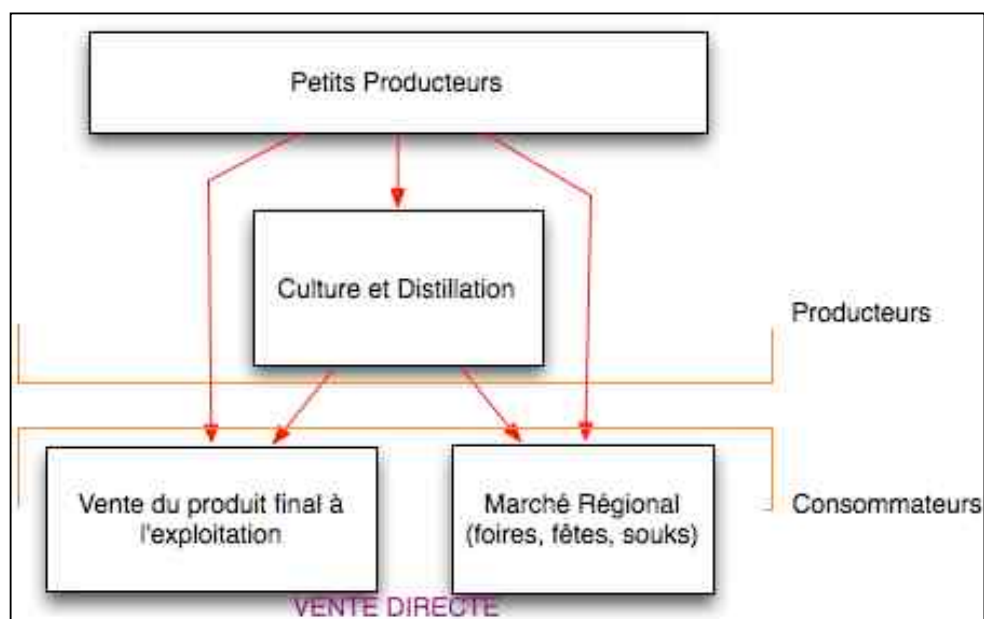 Petits Producteurs
Culture et Distillation
Producteurs
Vente du produit final à
l'exploitation
Marché Régional
(foires, fêtes, souks)
Consommateurs
VENTE DIRECTE